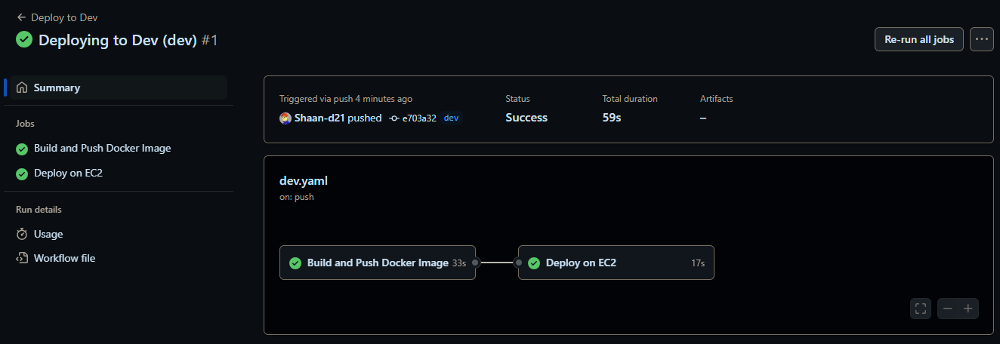 ← Deploy to Dev
Deploying to Dev (dev) #1
Re-run all jobs
...
Summary
Jobs
Build and Push Docker Image
Deploy on EC2
Run details
Usage
Workflow file
Triggered via push 4 minutes ago
Shaan-d21 pushed e703a32 dev
Status
Success
Total duration
59s
Artifacts
–
dev.yaml
on: push
Build and Push Docker Image 33s
Deploy on EC2 17s